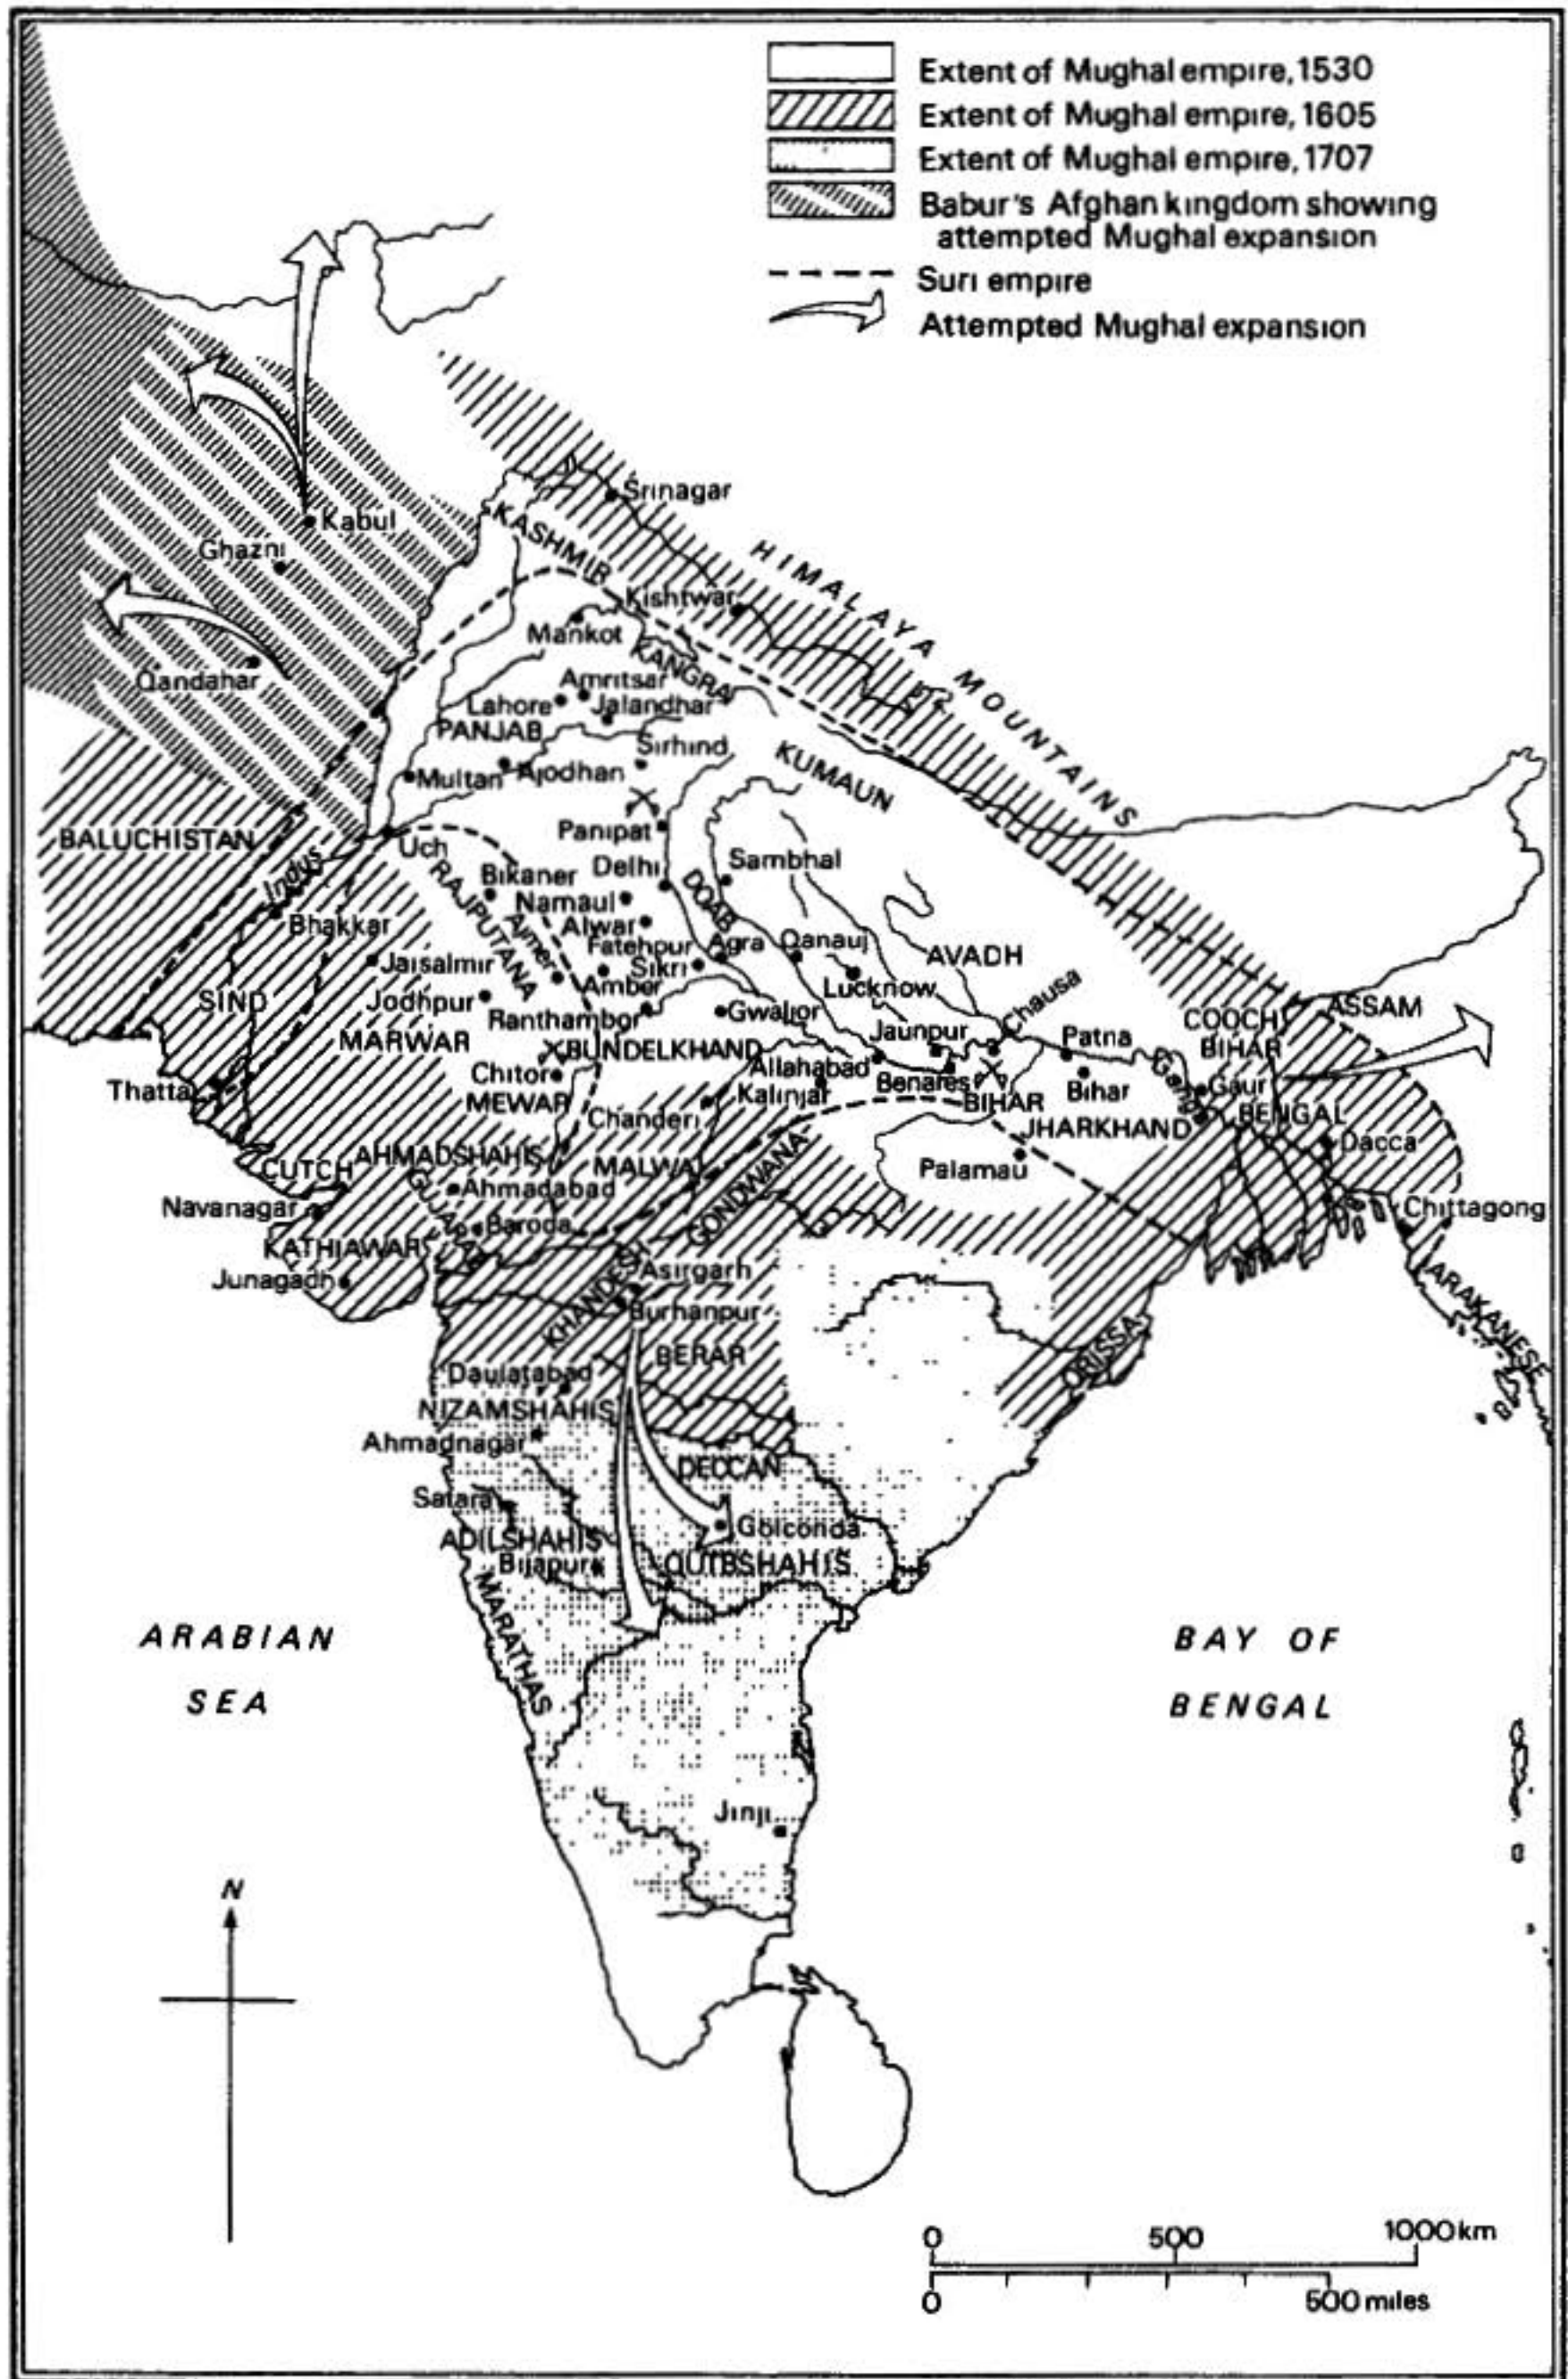 Extent of Mughal empire, 1530
Extent of Mughal empire, 1605
Extent of Mughal empire, 1707
Babur's Afghan kingdom showing
attempted Mughal expansion
Suri empire
Attempted Mughal expansion
Srinagar
Kabul
KASHMIR
Ghazni
HIMALAYA MOUNTAINS
Kishtwar
Mankot
KANGRA
Qandahar
Amritsar
Lahore
Jalandhar
PANJAB
Sirhind
KUMAUN
Multan
Ajodhan
Panipat
BALUCHISTAN
Uch
Indus
Bikaner
Delhi
Sambhal
RAJPUTANA
DOAB
Namaul
Bhakkar
Ajmer
Alwar
Fatehpur
Sikri
Agra
Qanauj
AVADH
Jaisalmir
Amber
Lucknow
Chausa
SIND
Jodhpur
Ranthambor
Gwalior
COOCH
BIHAR
ASSAM
MARWAR
BUNDELKHAND
Jaunpur
Patna
Chitor
Allahabad
Benares
Ganga
Gaur
Thatta
MEWAR
Chanderi
Kalinjar
BIHAR
Bihar
BENGAL
JHARKHAND
Dacca
CUTCH
AHMADSHAHIS
MALWA
GONDWANA
Palamau
GUJARAT
Ahmadabad
Navanagar
Chittagong
Baroda
KATHIAWAR
Junagadh
Asirgarh
KHANDESH
Burhanpur
ARAKANESE
BERAR
ORISSA
Daulatabad
NIZAMSHAHIS
Ahmadnagar
DECCAN
Satara
ADILSHAHIS
Golconda
Bijapur
QUTBSHAHIS
MARATHAS
ARABIAN
SEA
BAY OF
BENGAL
Jinji
N
0 500 1000km
0 500 miles